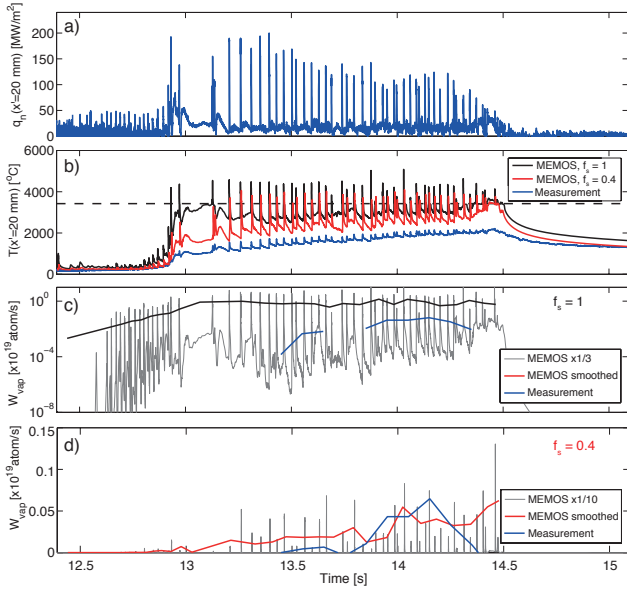 a)
q_n(x'=20 mm) [MW/m²]
200
150
100
50
0
b)
T(x'=20 mm) [°C]
6000
4000
2000
0
MEMOS, f_s = 1
MEMOS, f_s = 0.4
Measurement
c)
f_s = 1
W_vap [x10^19 atom/s]
10^0
10^-4
10^-8
MEMOS x1/3
MEMOS smoothed
Measurement
d)
f_s = 0.4
W_vap [x10^19 atom/s]
0.15
0.1
0.05
0
MEMOS x1/10
MEMOS smoothed
Measurement
12.5 13 13.5 14 14.5 15
Time [s]